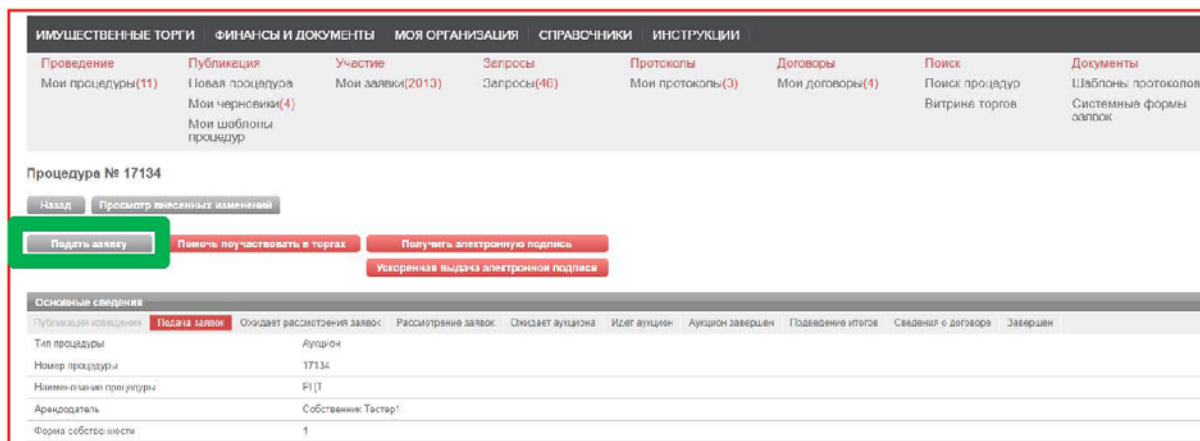 ИМУЩЕСТВЕННЫЕ ТОРГИ ФИНАНСЫ И ДОКУМЕНТЫ МОЯ ОРГАНИЗАЦИЯ СПРАВОЧНИКИ ИНСТРУКЦИИ
Проведение Публикация Участие Запросы Протоколы Договоры Поиск Документы
Мои процедуры(11) Новая процедура Мои заявки(2013) Запросы(46) Мои протоколы(3) Мои договоры(4) Поиск процедур Шаблоны протоколов
Мои черновики(4) Витрина торгов Системные формы
Мои шаблоны заявок
процедур
Процедура № 17134
Назад Просмотр внесенных изменений
Подать заявку Помочь поучаствовать в торгах Получить электронную подпись
Ускоренная выдача электронной подписи
Основные сведения
Публикация извещения Подача заявок Ожидает рассмотрения заявок Рассмотрение заявок Ожидает аукциона Идет аукцион Аукцион завершен Подведение итогов Сведения о договоре Завершен
Тип процедуры Аукцион
Номер процедуры 17134
Наименование процедуры
Арендодатель Собственник Тестер1
Форма собственности 1